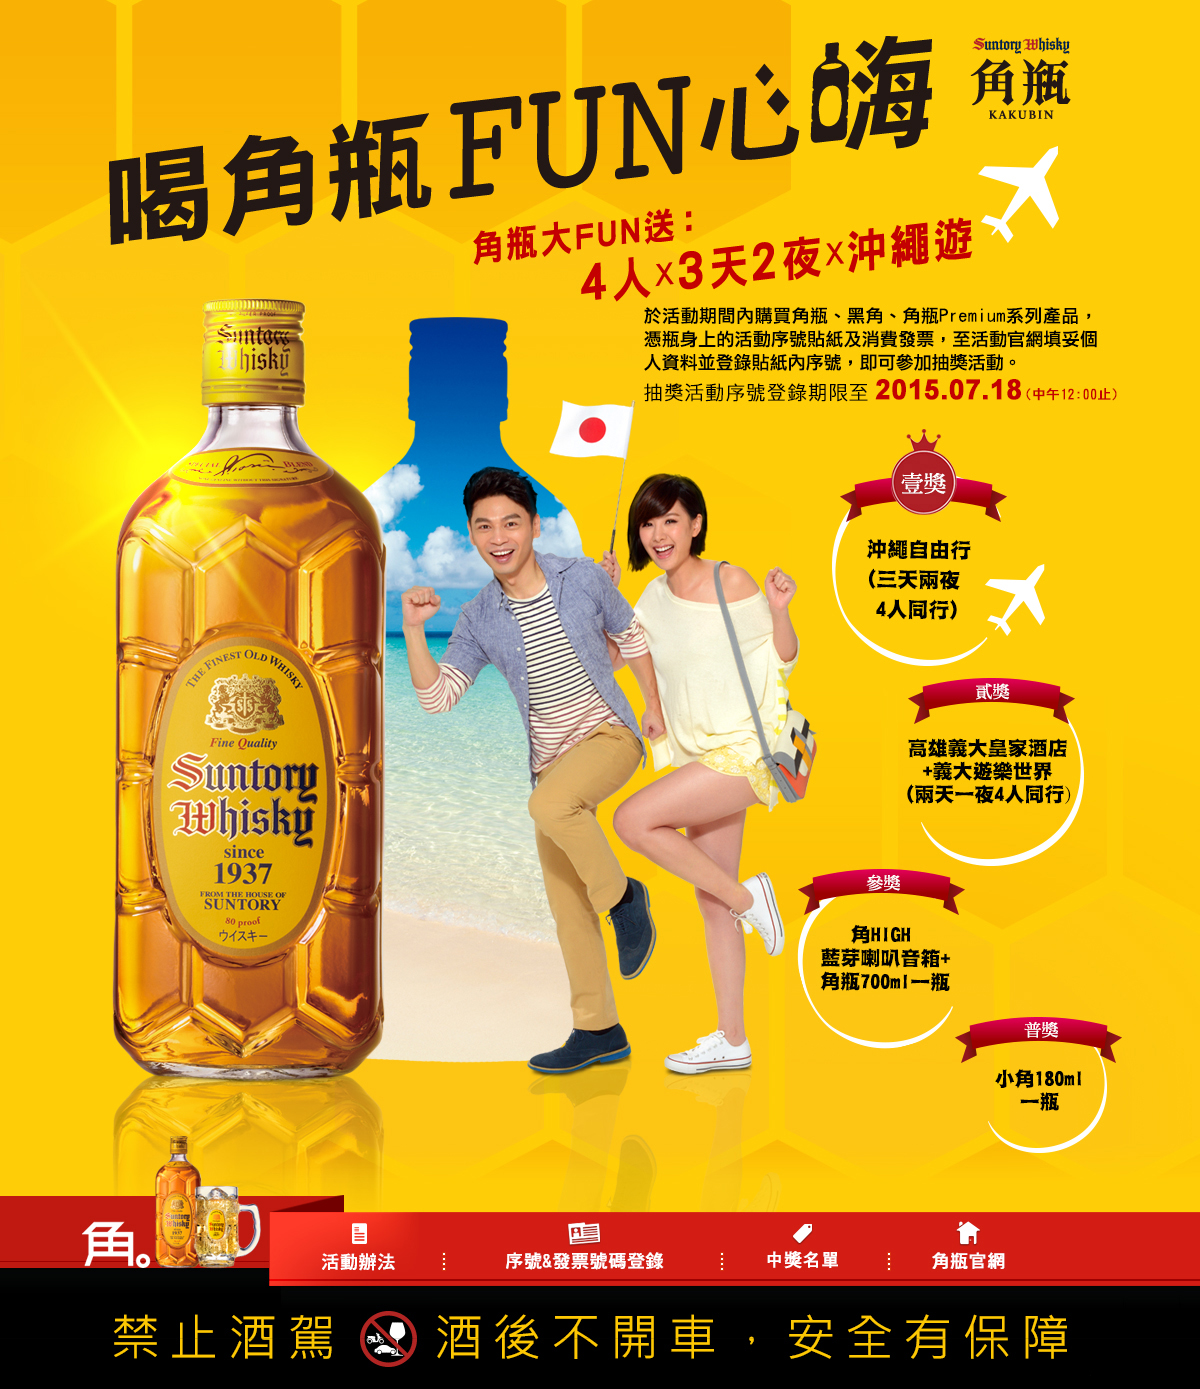 喝角瓶FUN心嗨
Suntory Whisky
角瓶
KAKUBIN
角瓶大FUN送：
4人x3天2夜x沖繩遊
於活動期間內購買角瓶、黑角、角瓶Premium系列產品，
憑瓶身上的活動序號貼紙及消費發票，至活動官網填妥個
人資料並登錄貼紙內序號，即可參加抽獎活動。
抽獎活動序號登錄期限至 2015.07.18(中午12:00止)
Suntory
Whisky
SPECIAL BLEND
THE FINEST OLD WHISKY
Fine Quality
Suntory
Whisky
since
1937
FROM THE HOUSE OF
SUNTORY
80 proof
ウイスキー
壹獎
沖繩自由行
(三天兩夜
4人同行)
貳獎
高雄義大皇家酒店
+義大遊樂世界
(兩天一夜4人同行)
參獎
角HIGH
藍芽喇叭音箱+
角瓶700ml一瓶
普獎
小角180ml
一瓶
角。
活動辦法
序號&發票號碼登錄
中獎名單
角瓶官網
禁止酒駕 酒後不開車，安全有保障